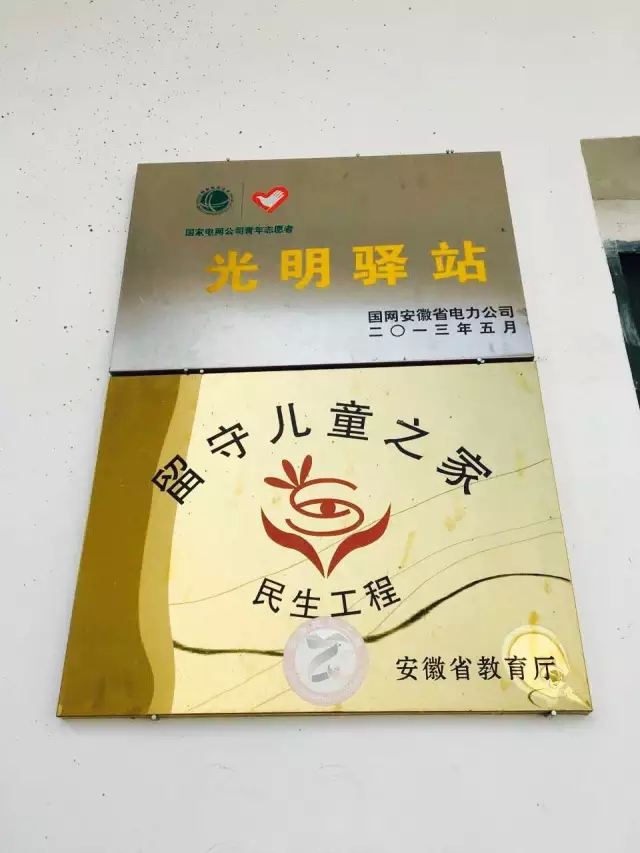 国家电网公司青年志愿者
光明驿站
国网安徽省电力公司
二〇一三年五月
留守儿童之家
民生工程
安徽省教育厅